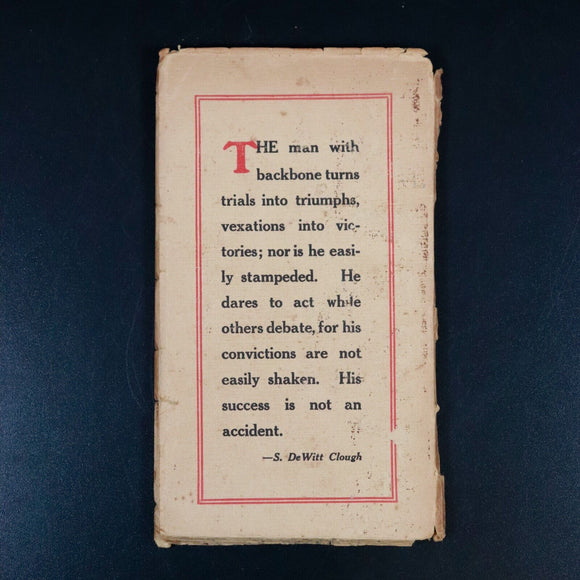 THE man with
backbone turns
trials into triumphs,
vexations into vic-
tories; nor is he easi-
ly stampeded. He
dares to act while
others debate, for his
convictions are not
easily shaken. His
success is not an
accident.
—S. DeWitt Clough